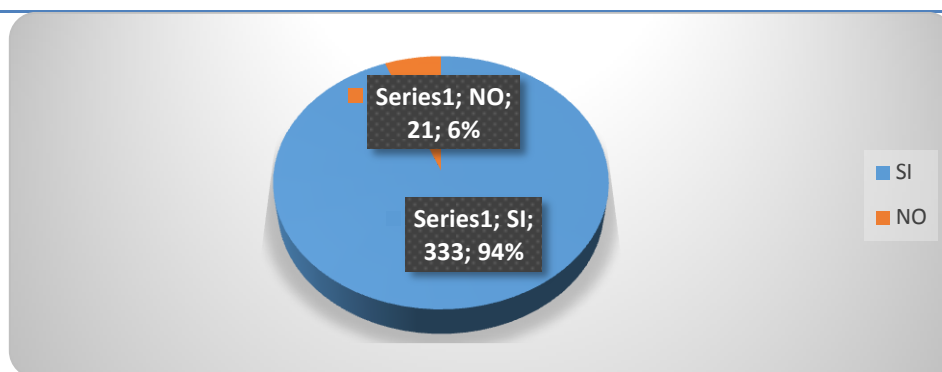 Series1; NO;
21; 6%
Series1; SI;
333; 94%
SI
NO